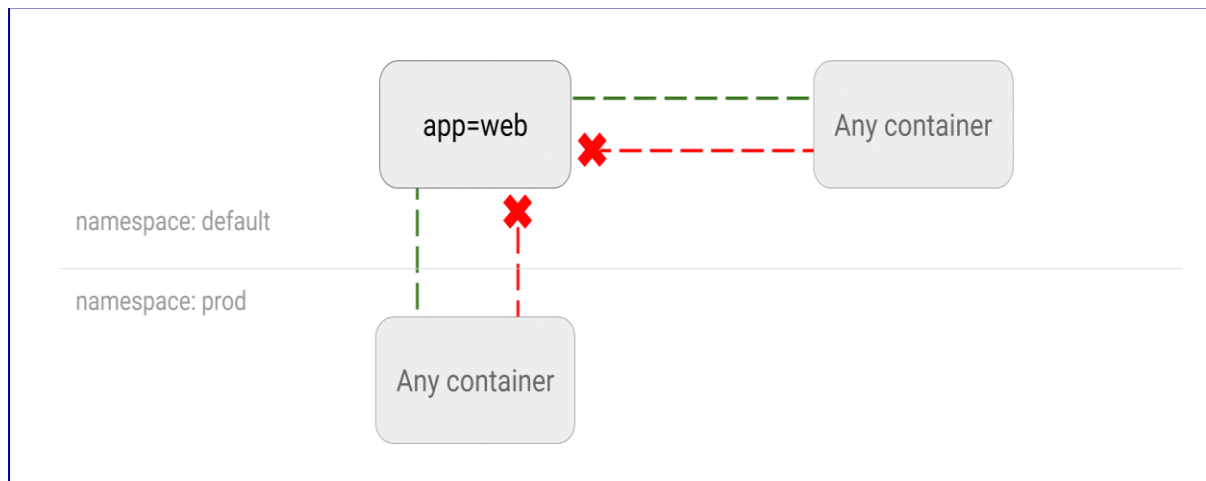 app=web
Any container
namespace: default
namespace: prod
Any container